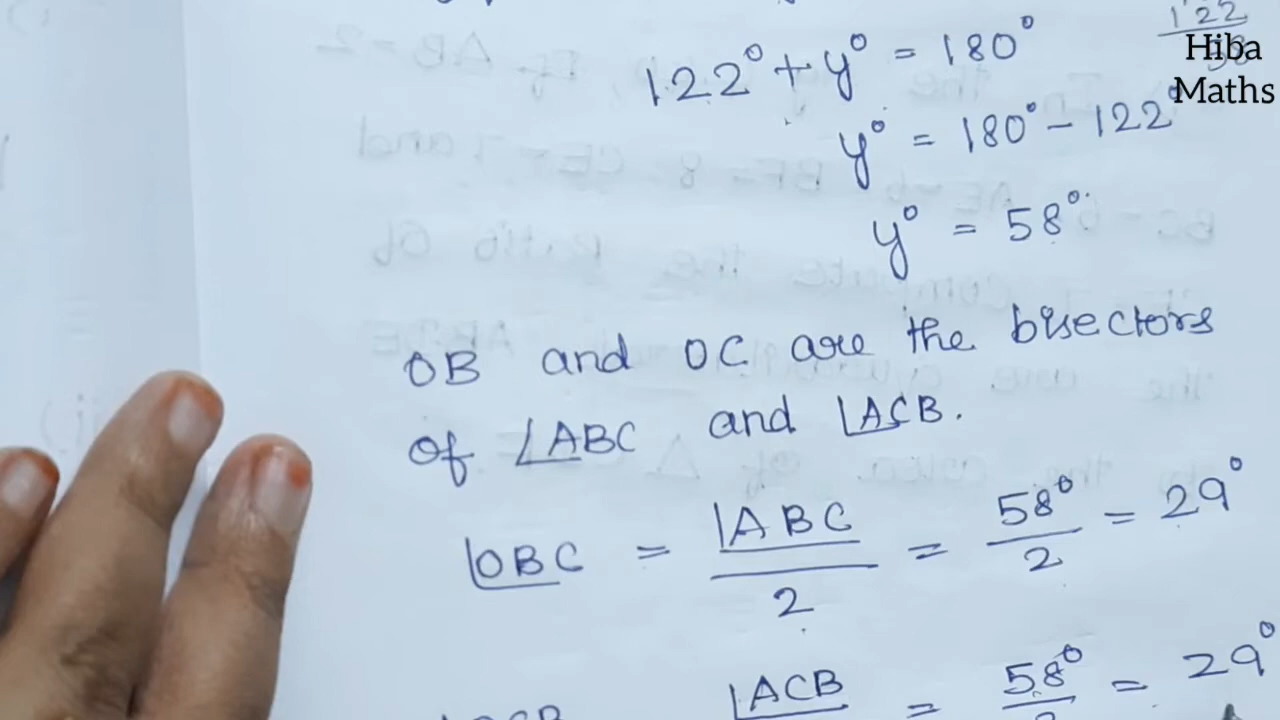 122° + y° = 180°
122
Hiba
Maths
y° = 180° - 122°
y° = 58°
OB and OC are the bisectors
of ∠ABC and ∠ACB.
∠OBC = ∠ABC / 2 = 58° / 2 = 29°
∠ACB = 58° = 29°